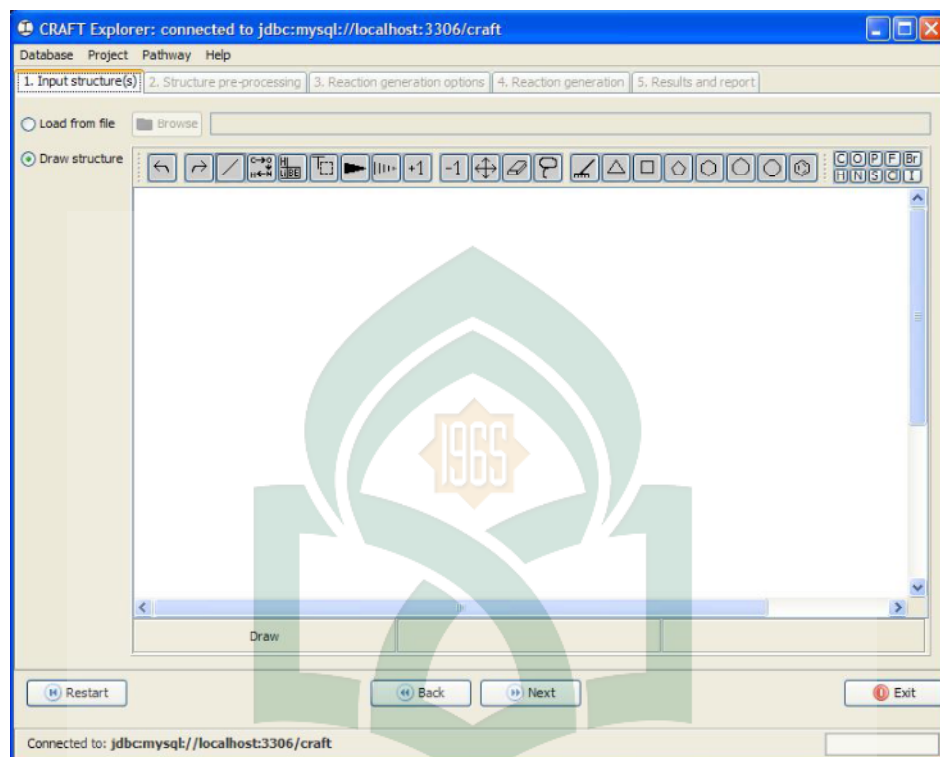 CRAFT Explorer: connected to jdbc:mysql://localhost:3306/craft
Database Project Pathway Help
1. Input structure(s) 2. Structure pre-processing 3. Reaction generation options 4. Reaction generation 5. Results and report
Load from file Browse
Draw structure +1 -1 C O P F Br
H N S Cl I
1965
Draw
Restart Back Next Exit
Connected to: jdbc:mysql://localhost:3306/craft